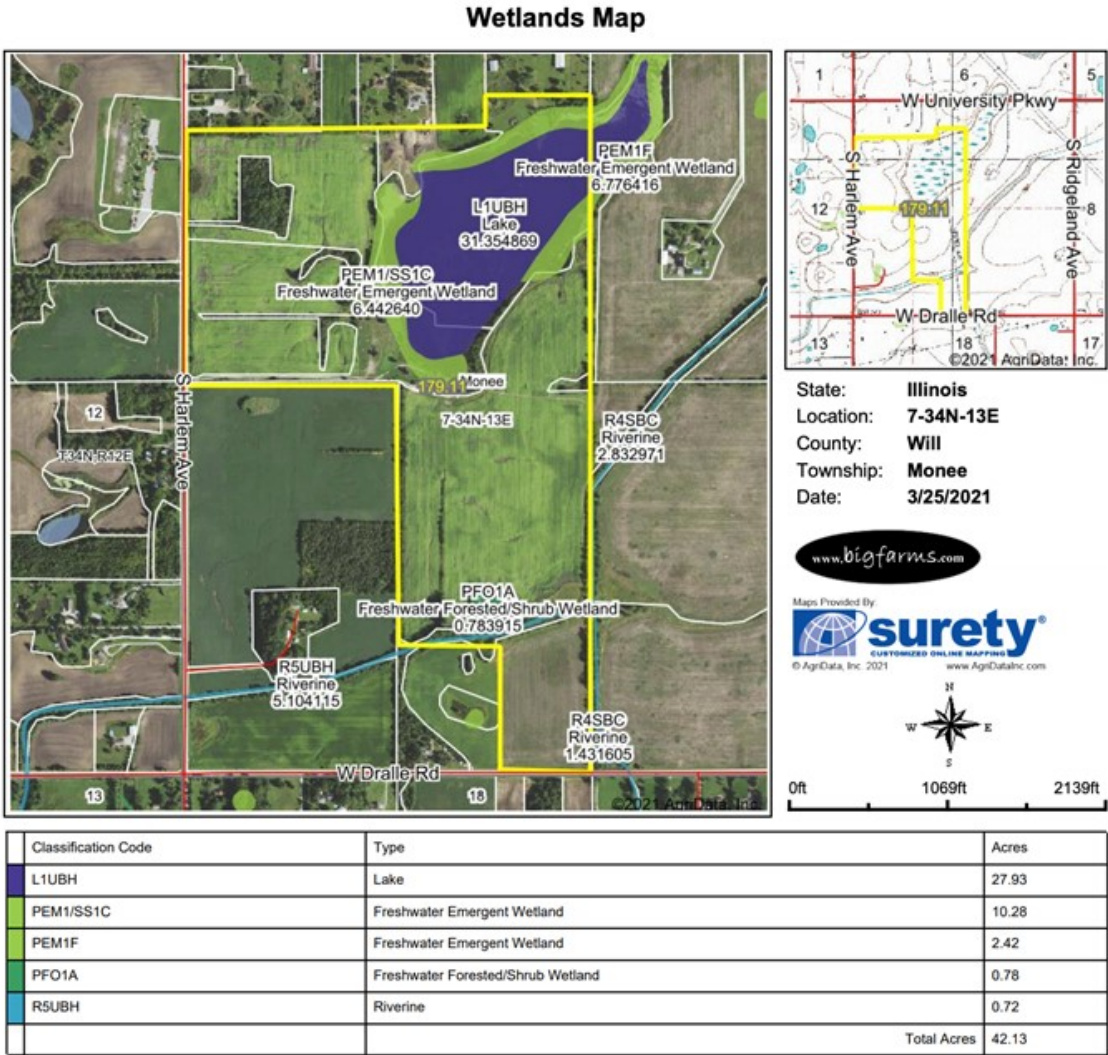 Wetlands Map
PEM1F
Freshwater Emergent Wetland
6.776416
L1UBH
Lake
31.354869
PEM1/SS1C
Freshwater Emergent Wetland
6.442640
S Harlem Ave
179.11
Monee
7-34N-13E
12
T34N,R12E
R4SBC
Riverine
2.832971
PFO1A
Freshwater Forested/Shrub Wetland
0.783915
R5UBH
Riverine
5.104115
R4SBC
Riverine
1.431605
W Dralle Rd
13
18
©2021 AgriData, Inc.
1
6
5
W University Pkwy
S Harlem Ave
S Ridgeland Ave
12
179.11
8
W Dralle Rd
13
18
17
©2021 AgriData, Inc.
State: Illinois
Location: 7-34N-13E
County: Will
Township: Monee
Date: 3/25/2021
www.bigfarms.com
Maps Provided By:
surety®
CUSTOMIZED ONLINE MAPPING
© AgriData, Inc. 2021 www.AgriDataInc.com
N
W E
S
0ft 1069ft 2139ft
Classification Code Type Acres
L1UBH Lake 27.93
PEM1/SS1C Freshwater Emergent Wetland 10.28
PEM1F Freshwater Emergent Wetland 2.42
PFO1A Freshwater Forested/Shrub Wetland 0.78
R5UBH Riverine 0.72
Total Acres 42.13